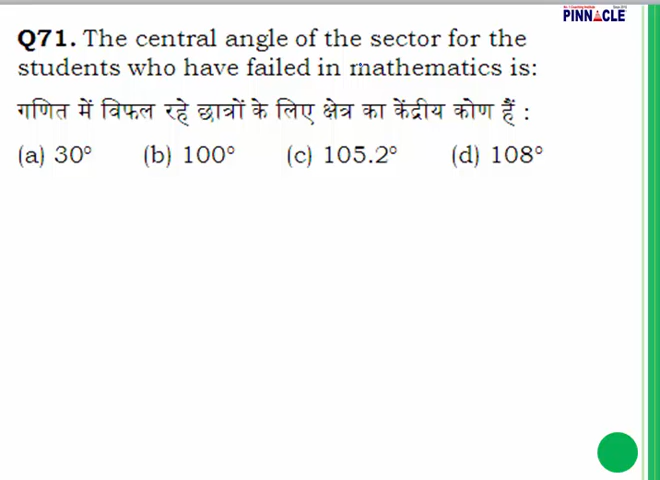 PINNACLE
Q71. The central angle of the sector for the
students who have failed in mathematics is:
गणित में विफल रहे छात्रों के लिए क्षेत्र का केंद्रीय कोण हैं :
(a) 30° (b) 100° (c) 105.2° (d) 108°